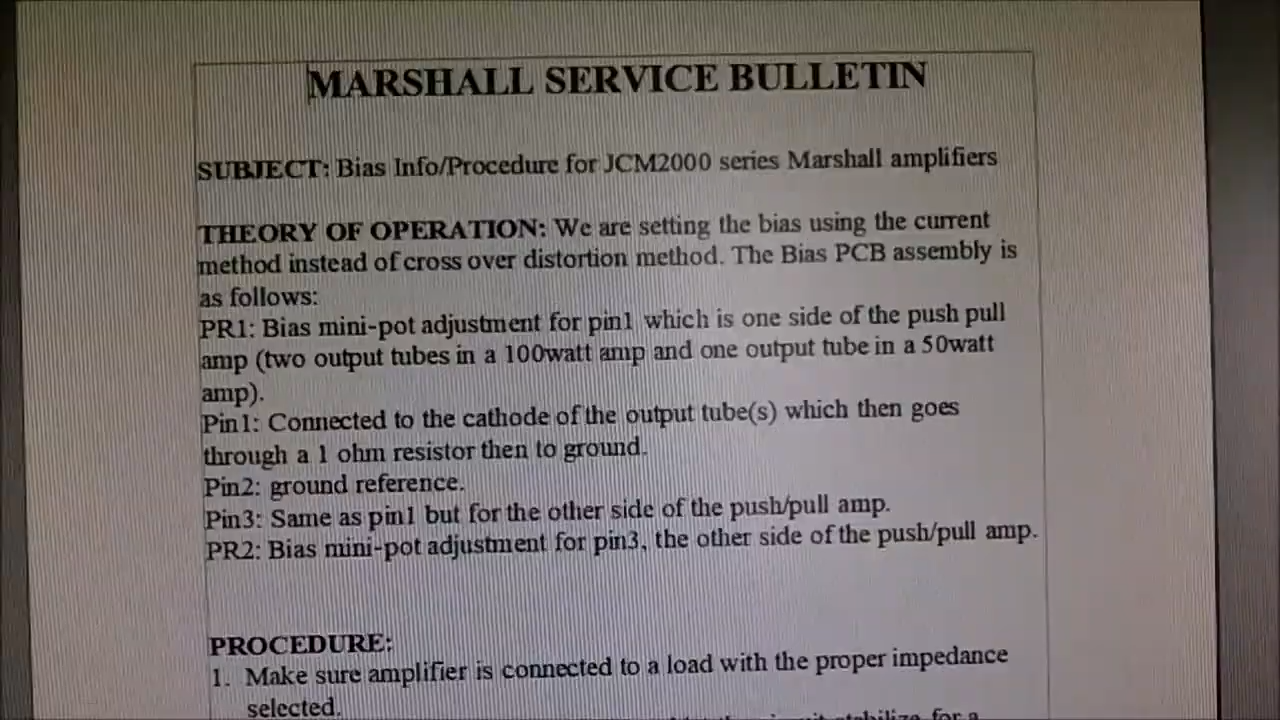 MARSHALL SERVICE BULLETIN
SUBJECT: Bias Info/Procedure for JCM2000 series Marshall amplifiers
THEORY OF OPERATION: We are setting the bias using the current
method instead of cross over distortion method. The Bias PCB assembly is
as follows:
PR1: Bias mini-pot adjustment for pin1 which is one side of the push pull
amp (two output tubes in a 100watt amp and one output tube in a 50watt
amp).
Pin1: Connected to the cathode of the output tube(s) which then goes
through a 1 ohm resistor then to ground.
Pin2: ground reference.
Pin3: Same as pin1 but for the other side of the push/pull amp.
PR2: Bias mini-pot adjustment for pin3, the other side of the push/pull amp.
PROCEDURE:
1. Make sure amplifier is connected to a load with the proper impedance
selected.
stabilize for a